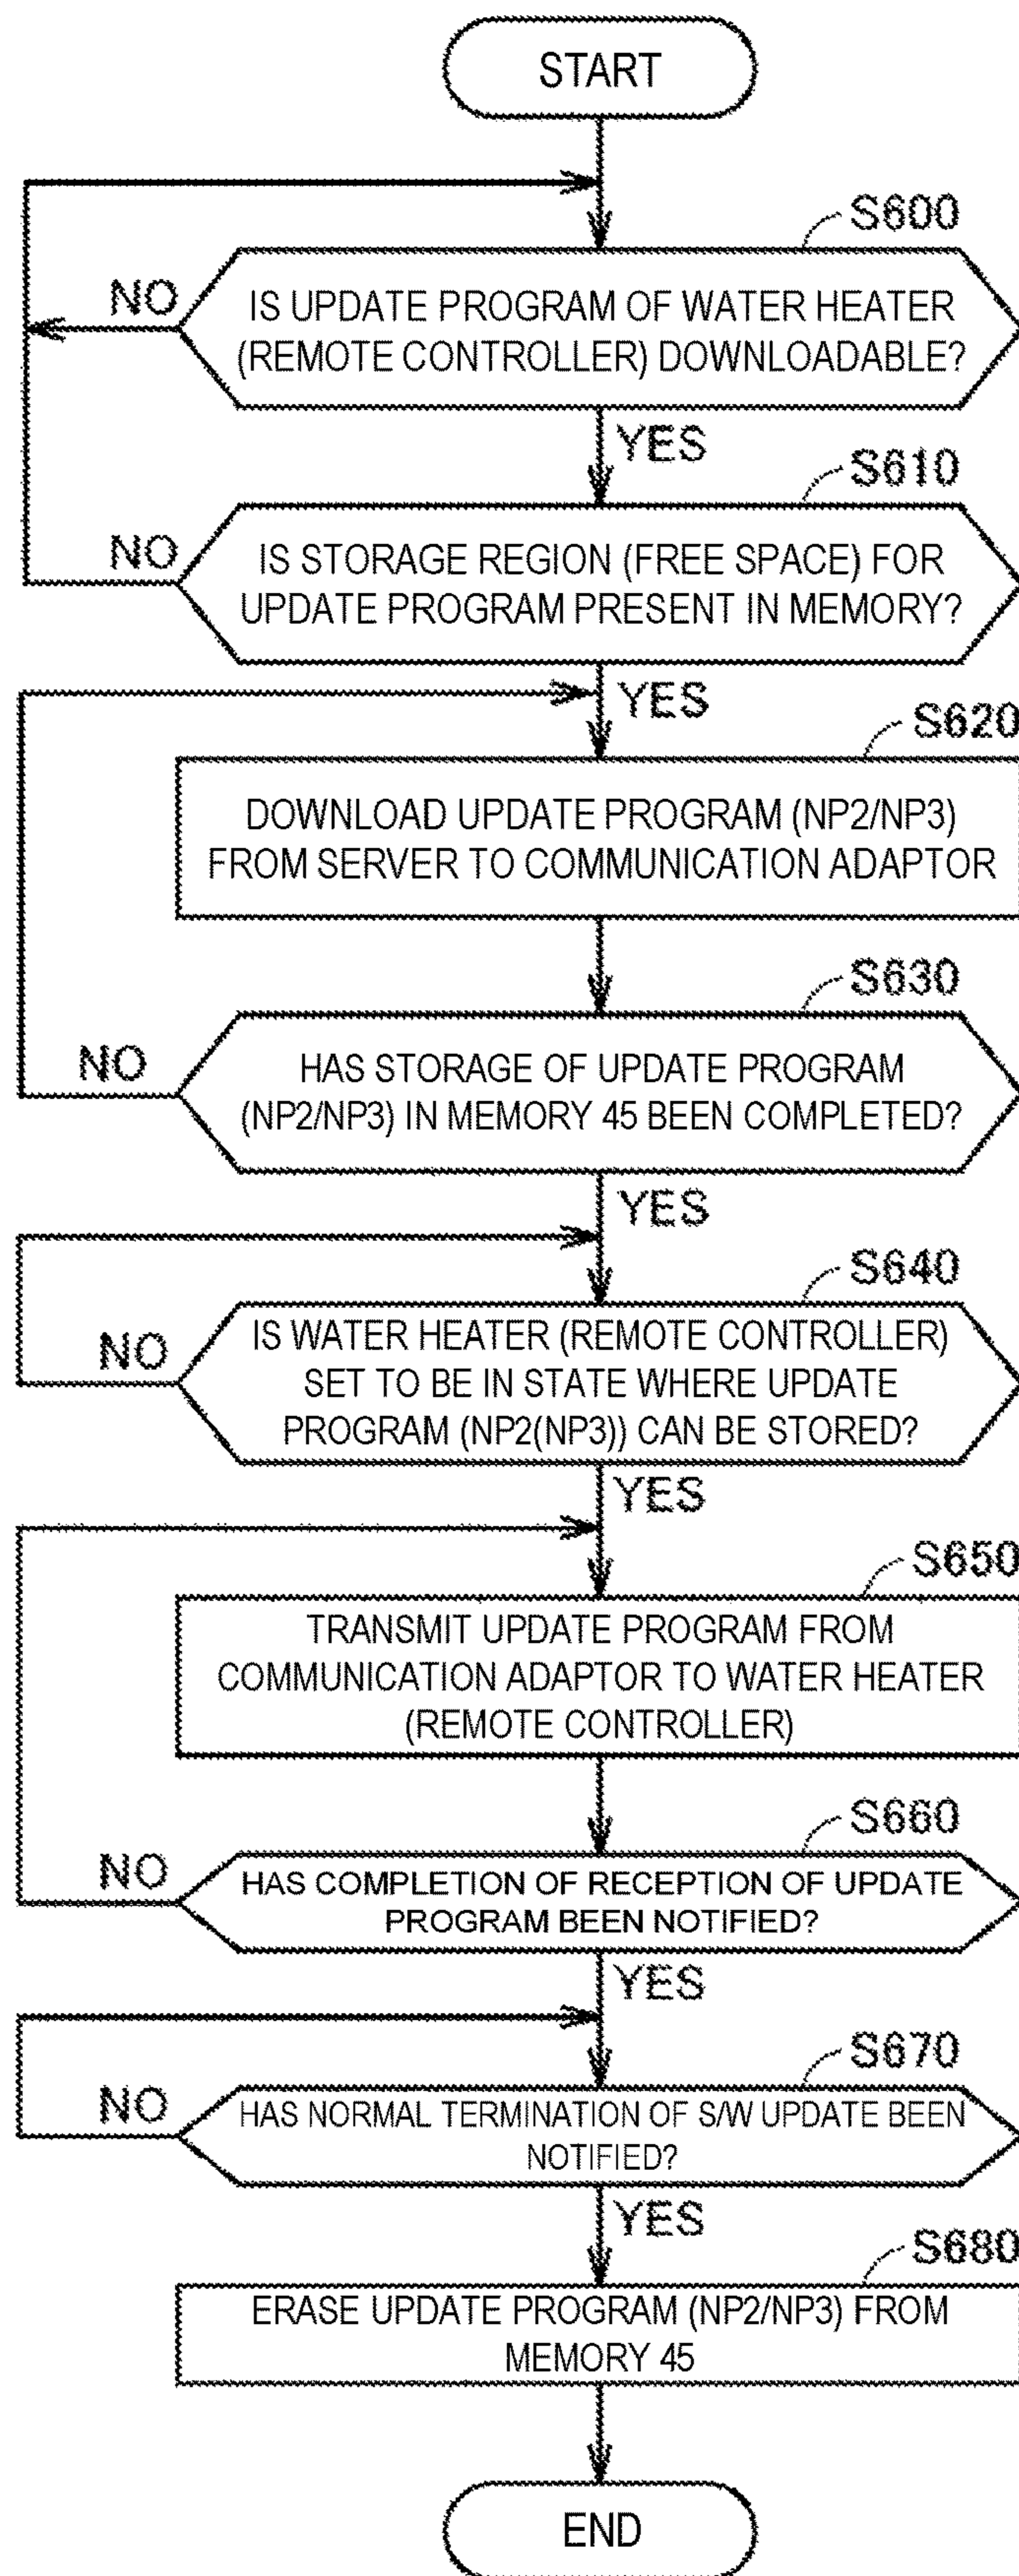 START
S600
NO
IS UPDATE PROGRAM OF WATER HEATER
(REMOTE CONTROLLER) DOWNLOADABLE?
YES
S610
NO
IS STORAGE REGION (FREE SPACE) FOR
UPDATE PROGRAM PRESENT IN MEMORY?
YES
S620
DOWNLOAD UPDATE PROGRAM (NP2/NP3)
FROM SERVER TO COMMUNICATION ADAPTOR
S630
NO
HAS STORAGE OF UPDATE PROGRAM
(NP2/NP3) IN MEMORY 45 BEEN COMPLETED?
YES
S640
NO
IS WATER HEATER (REMOTE CONTROLLER)
SET TO BE IN STATE WHERE UPDATE
PROGRAM (NP2(NP3)) CAN BE STORED?
YES
S650
TRANSMIT UPDATE PROGRAM FROM
COMMUNICATION ADAPTOR TO WATER HEATER
(REMOTE CONTROLLER)
S660
NO
HAS COMPLETION OF RECEPTION OF UPDATE
PROGRAM BEEN NOTIFIED?
YES
S670
NO
HAS NORMAL TERMINATION OF S/W UPDATE BEEN
NOTIFIED?
YES
S680
ERASE UPDATE PROGRAM (NP2/NP3) FROM
MEMORY 45
END